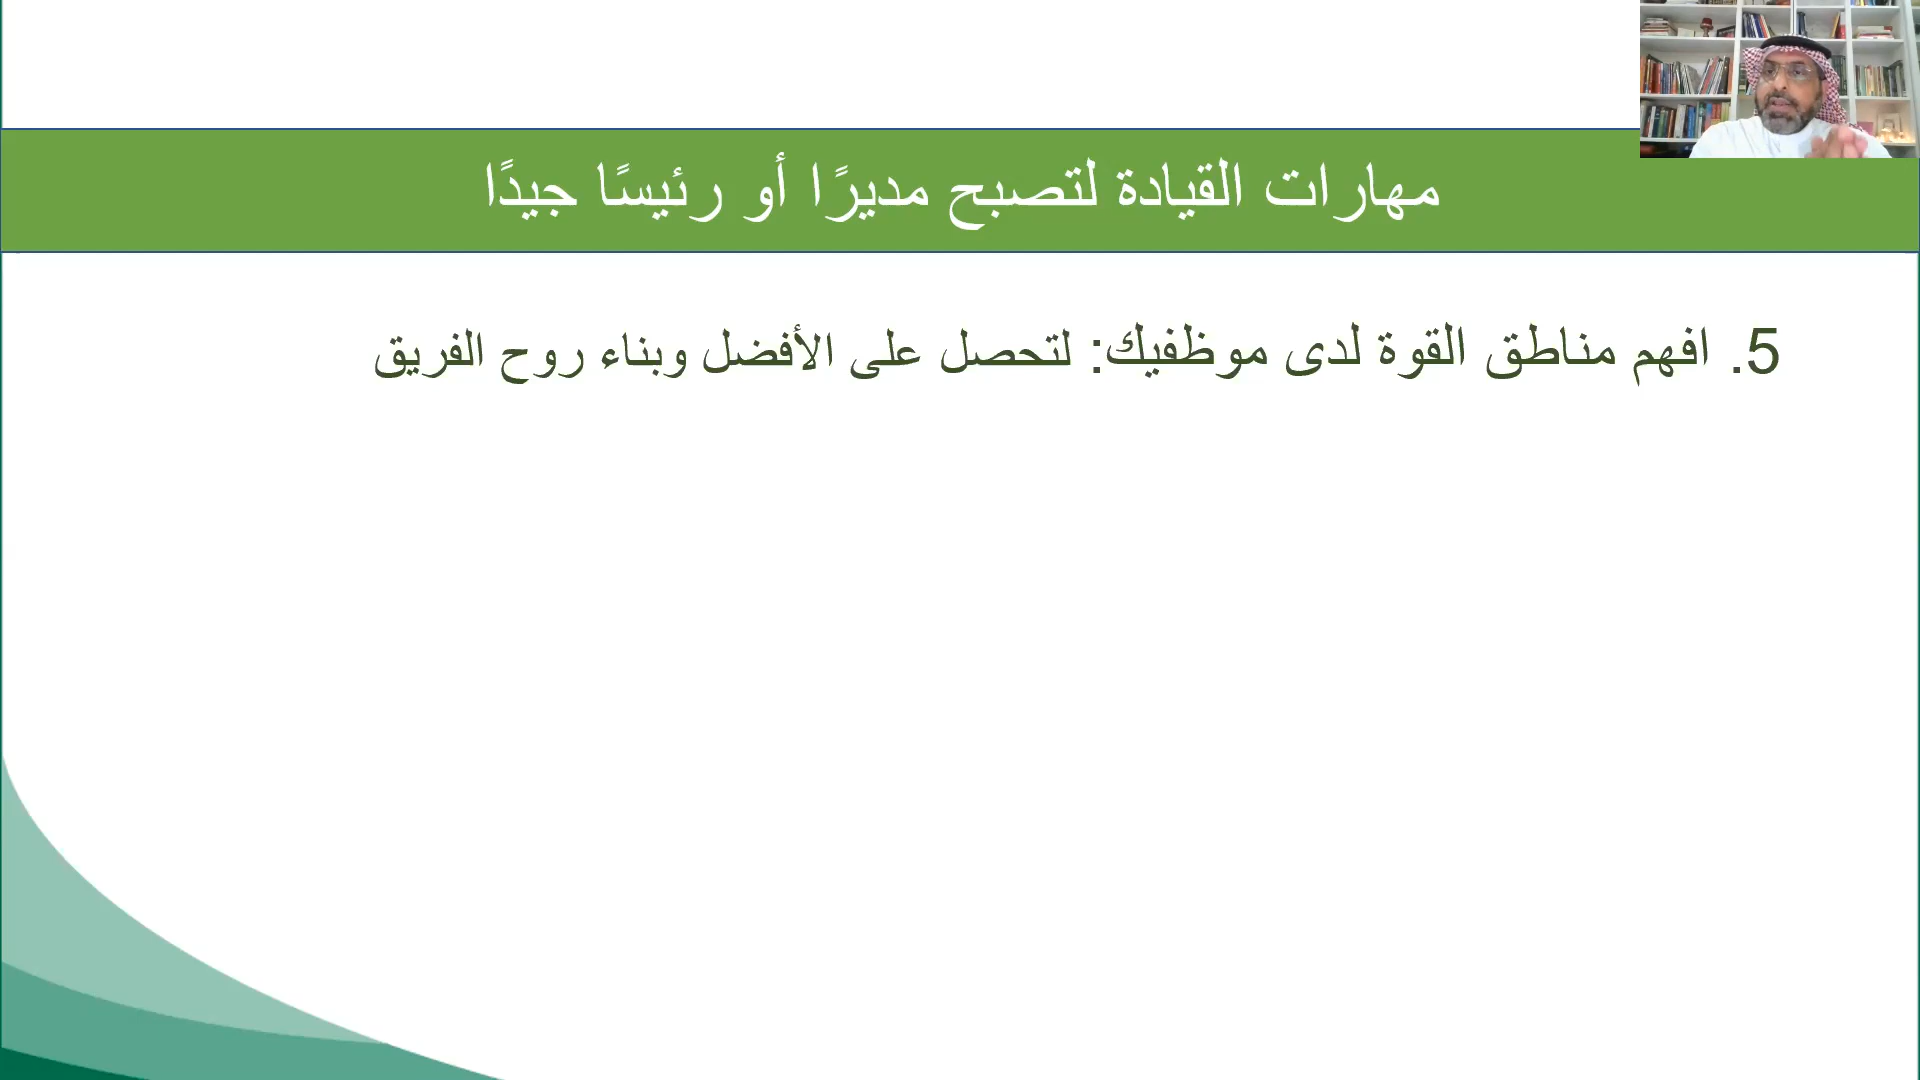 مهارات القيادة لتصبح مديرًا أو رئيسًا جيدًا
5. افهم مناطق القوة لدى موظفيك: لتحصل على الأفضل وبناء روح الفريق